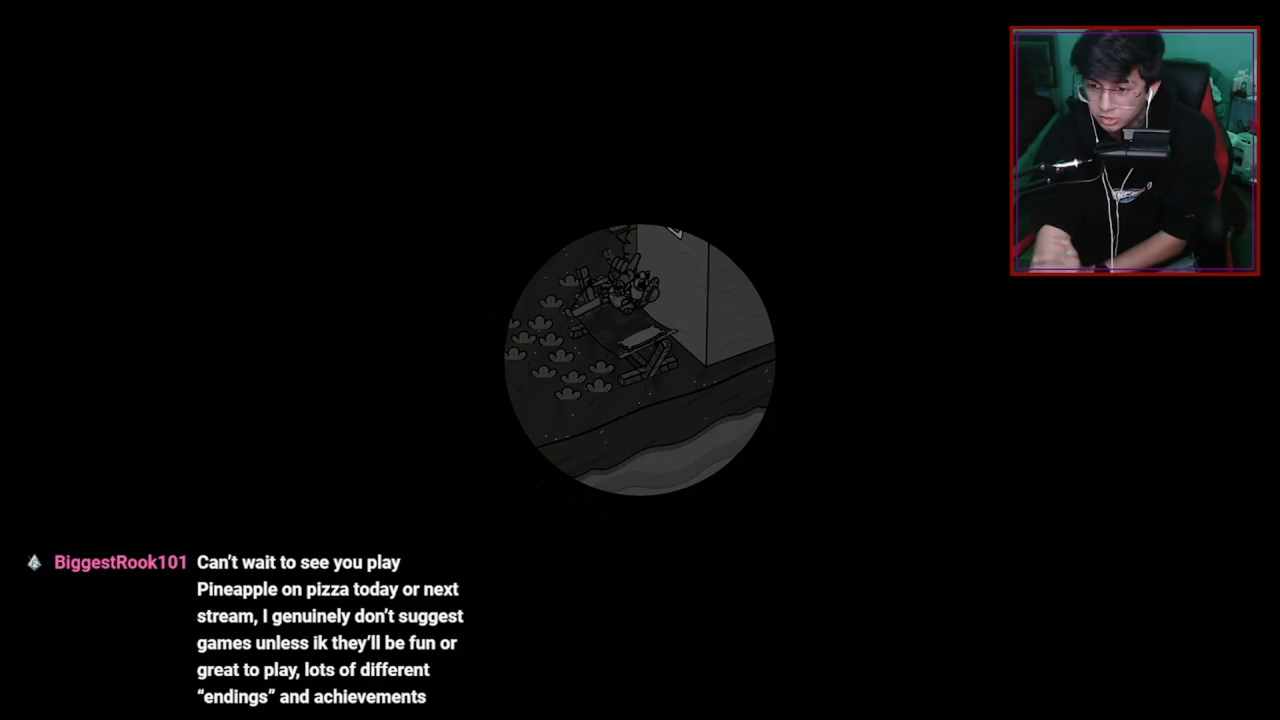 BiggestRook101 Can’t wait to see you play
Pineapple on pizza today or next
stream, I genuinely don’t suggest
games unless ik they’ll be fun or
great to play, lots of different
“endings” and achievements